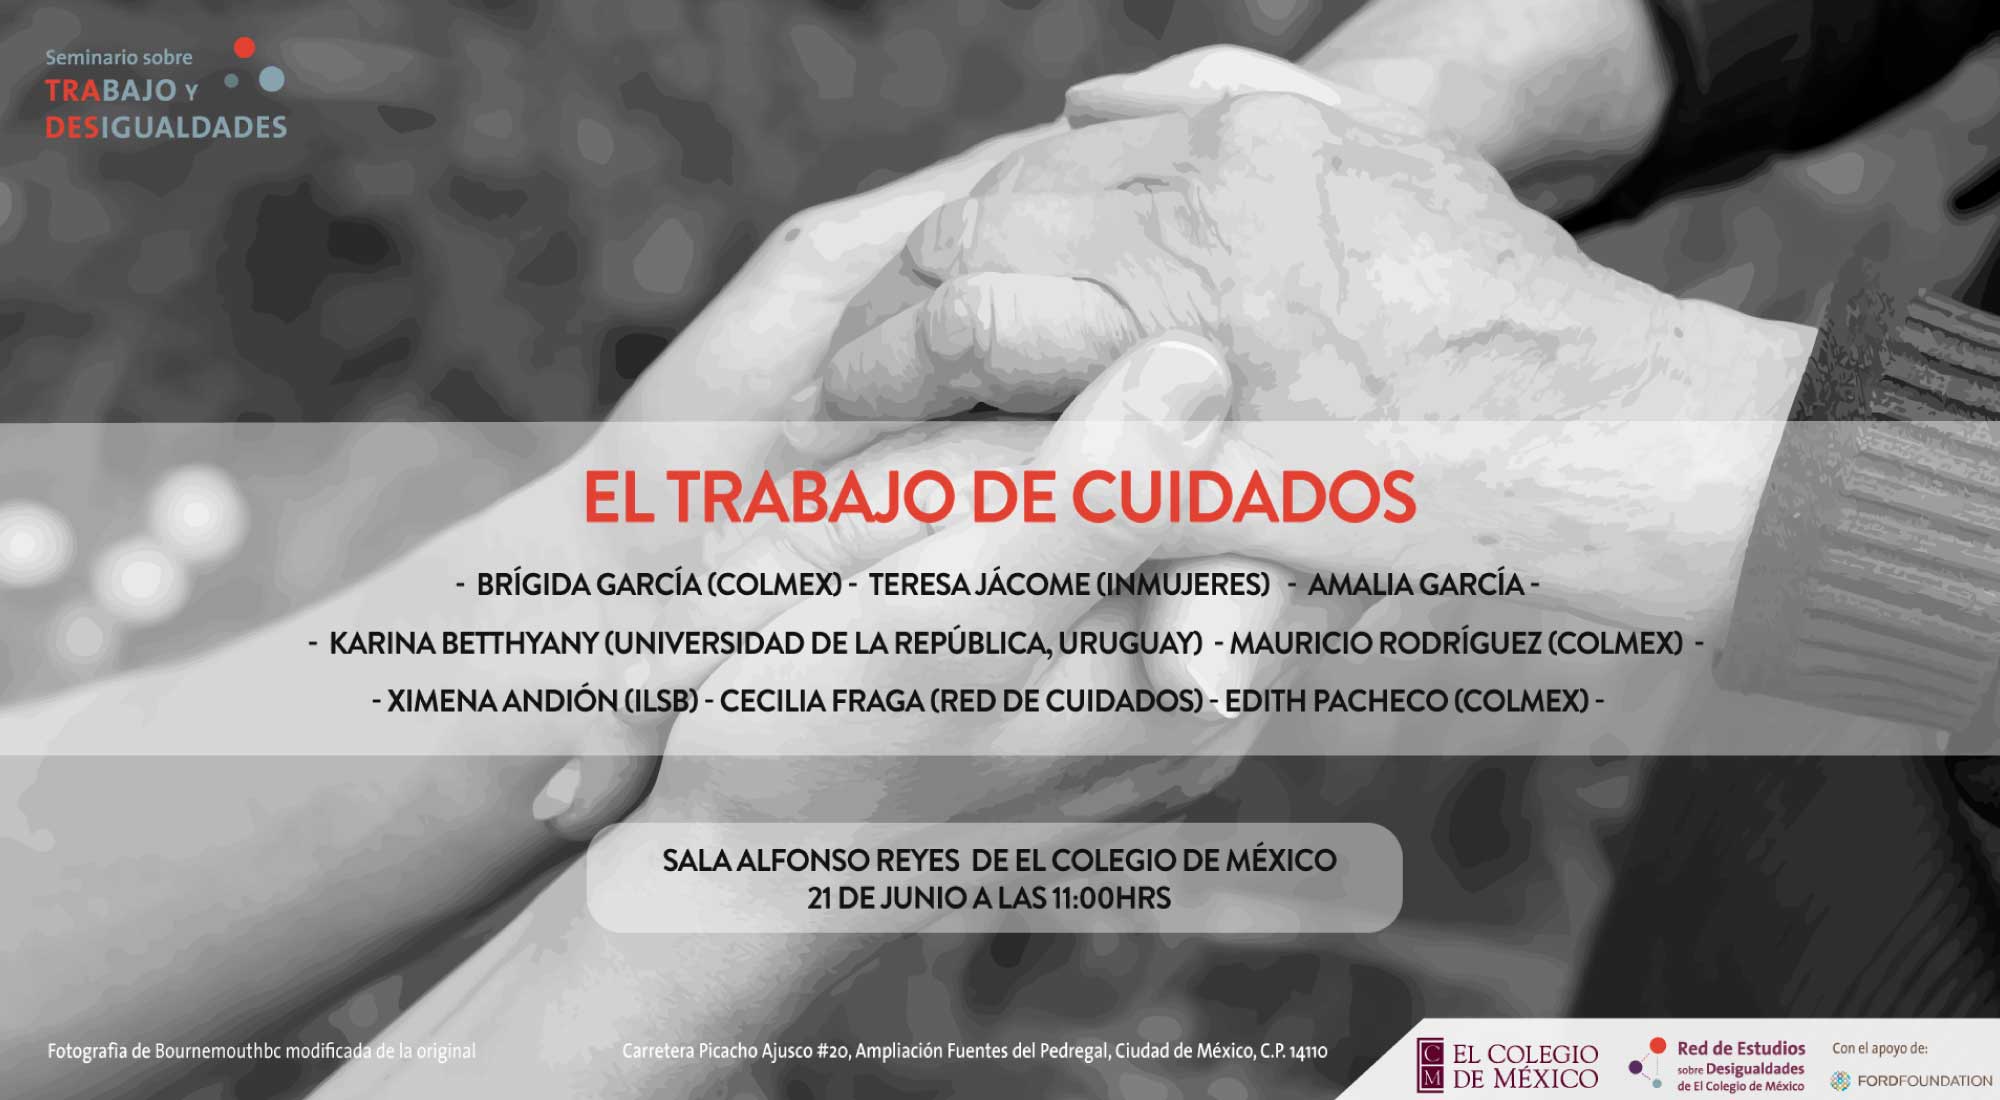 Seminario sobre
TRABAJO Y
DESIGUALDADES
EL TRABAJO DE CUIDADOS
- BRÍGIDA GARCÍA (COLMEX) - TERESA JÁCOME (INMUJERES) - AMALIA GARCÍA -
- KARINA BETTHYANY (UNIVERSIDAD DE LA REPÚBLICA, URUGUAY) - MAURICIO RODRÍGUEZ (COLMEX) -
- XIMENA ANDIÓN (ILSB) - CECILIA FRAGA (RED DE CUIDADOS) - EDITH PACHECO (COLMEX) -
SALA ALFONSO REYES DE EL COLEGIO DE MÉXICO
21 DE JUNIO A LAS 11:00HRS
Fotografia de Bournemouthbc modificada de la original
Carretera Picacho Ajusco #20, Ampliación Fuentes del Pedregal, Ciudad de México, C.P. 14110
C
M
EL COLEGIO
DE MÉXICO
Red de Estudios
sobre Desigualdades
de El Colegio de México
Con el apoyo de:
FORDFOUNDATION